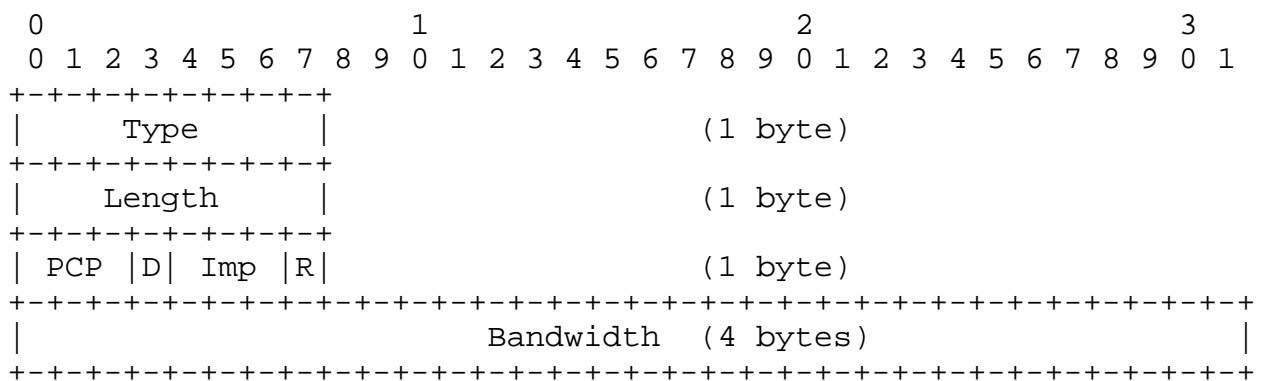 0                   1                   2                   3
 0 1 2 3 4 5 6 7 8 9 0 1 2 3 4 5 6 7 8 9 0 1 2 3 4 5 6 7 8 9 0 1
+-+-+-+-+-+-+-+-+
|     Type      |                   (1 byte)
+-+-+-+-+-+-+-+-+
|    Length     |                   (1 byte)
+-+-+-+-+-+-+-+-+
| PCP |D| Imp |R|                   (1 byte)
+-+-+-+-+-+-+-+-+-+-+-+-+-+-+-+-+-+-+-+-+-+-+-+-+-+-+-+-+-+-+-+-+
|                        Bandwidth  (4 bytes)                   |
+-+-+-+-+-+-+-+-+-+-+-+-+-+-+-+-+-+-+-+-+-+-+-+-+-+-+-+-+-+-+-+-+